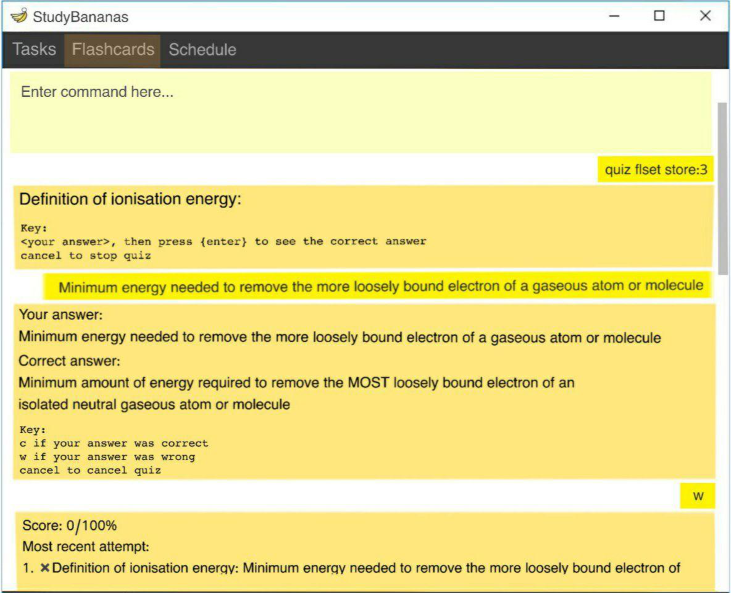 StudyBananas
Tasks Flashcards Schedule
Enter command here...
quiz flset store:3
Definition of ionisation energy:
Key:
<your answer>, then press {enter} to see the correct answer
cancel to stop quiz
Minimum energy needed to remove the more loosely bound electron of a gaseous atom or molecule
Your answer:
Minimum energy needed to remove the more loosely bound electron of a gaseous atom or molecule
Correct answer:
Minimum amount of energy required to remove the MOST loosely bound electron of an
isolated neutral gaseous atom or molecule
Key:
c if your answer was correct
w if your answer was wrong
cancel to cancel quiz
w
Score: 0/100%
Most recent attempt:
1. ✕ Definition of ionisation energy: Minimum energy needed to remove the more loosely bound electron of